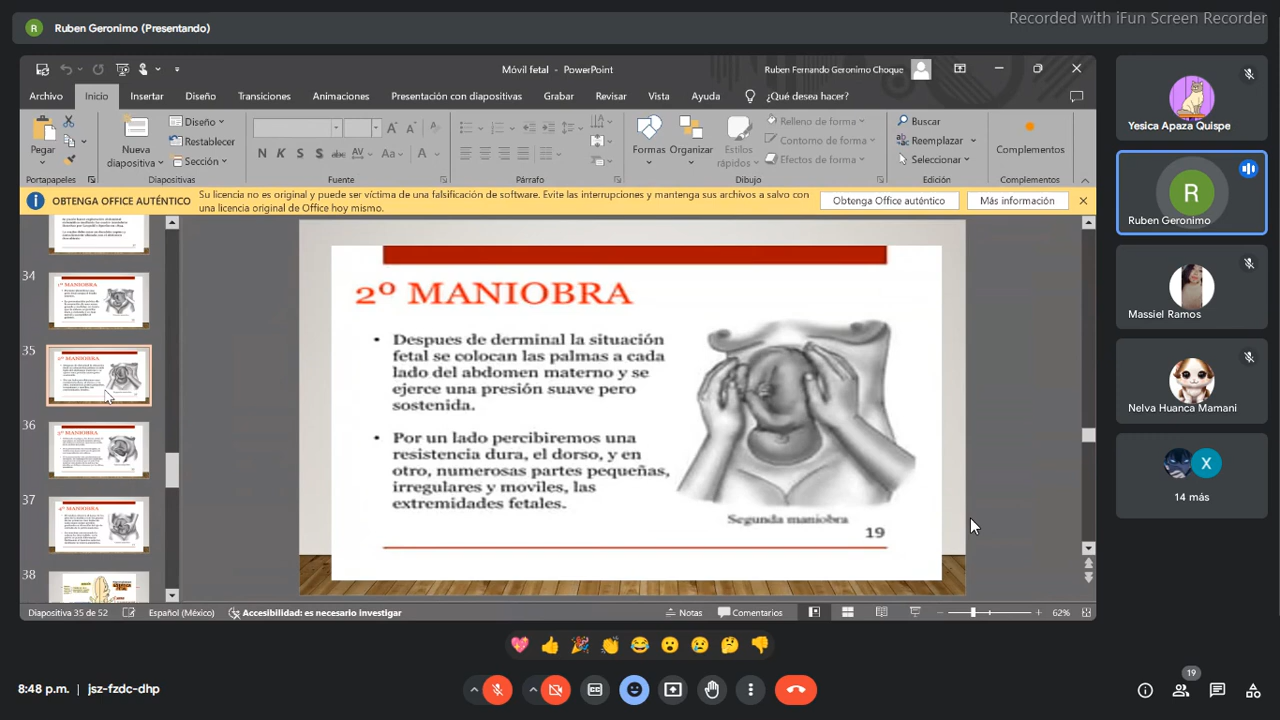 Recorded with iFun Screen Recorder
R Ruben Geronimo (Presentando)
Móvil fetal - PowerPoint
Ruben Fernando Geronimo Choque
Archivo Inicio Insertar Diseño Transiciones Animaciones Presentación con diapositivas Grabar Revisar Vista Ayuda ¿Qué desea hacer?
Pegar
Nueva
diapositiva
Diseño
Restablecer
Sección
N K S S abc AV Aa A
Formas
Organizar
Estilos
rápidos
Relleno de forma
Contorno de forma
Efectos de forma
Buscar
Reemplazar
Seleccionar
Complementos
Portapapeles Diapositivas Fuente Párrafo Dibujo Edición Complementos
OBTENGA OFFICE AUTÉNTICO
Su licencia no es original y puede ser víctima de una falsificación de software. Evite las interrupciones y mantenga sus archivos a salvo con
una licencia original de Office hoy mismo.
Obtenga Office auténtico
Más información
34
35
36
37
38
2º MANIOBRA
• Despues de derminal la situación
fetal se colocan las palmas a cada
lado del abdomen materno y se
ejerce una presión suave pero
sostenida.
• Por un lado percibiremos una
resistencia dura, el dorso, y en
otro, numerosas partes pequeñas,
irregulares y moviles, las
extremidades fetales.
Segunda maniobra
19
Diapositiva 35 de 52 Español (México) Accesibilidad: es necesario investigar Notas Comentarios 62%
Yesica Apaza Quispe
R
Ruben Geronimo
Massiel Ramos
Nelva Huanca Mamani
X
14 más
8:48 p.m. | jsz-fzdc-dhp
19